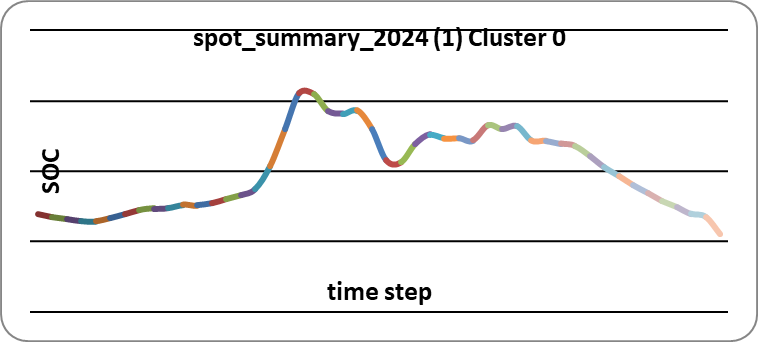 spot_summary_2024 (1) Cluster 0
SOC
time step